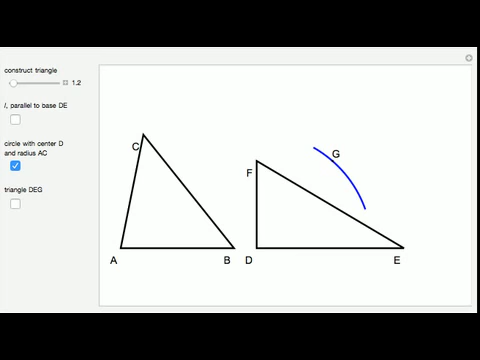 construct triangle
1.2
l, parallel to base DE
circle with center D
and radius AC
triangle DEG
C
G
F
A
B
D
E